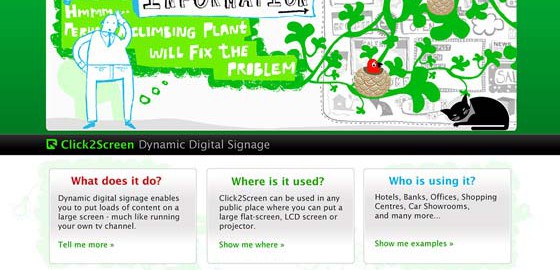 INFORMATION
Hmmm...
Perhaps climbing plant
will fix the
problem
NEWS
Click2Screen Dynamic Digital Signage
What does it do?
Dynamic digital signage enables
you to put loads of content on a
large screen - much like running
your own tv channel.
Tell me more »
Where is it used?
Click2Screen can be used in any
public place where you can put a
large flat-screen, LCD screen or
projector.
Show me where »
Who is using it?
Hotels, Banks, Offices, Shopping
Centres, Car Showrooms,
and many more...
Show me examples »